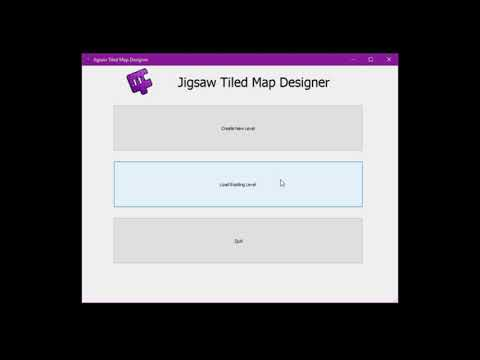 Jigsaw Tiled Map Designer
Jigsaw Tiled Map Designer
Create New Level
Load Existing Level
Quit